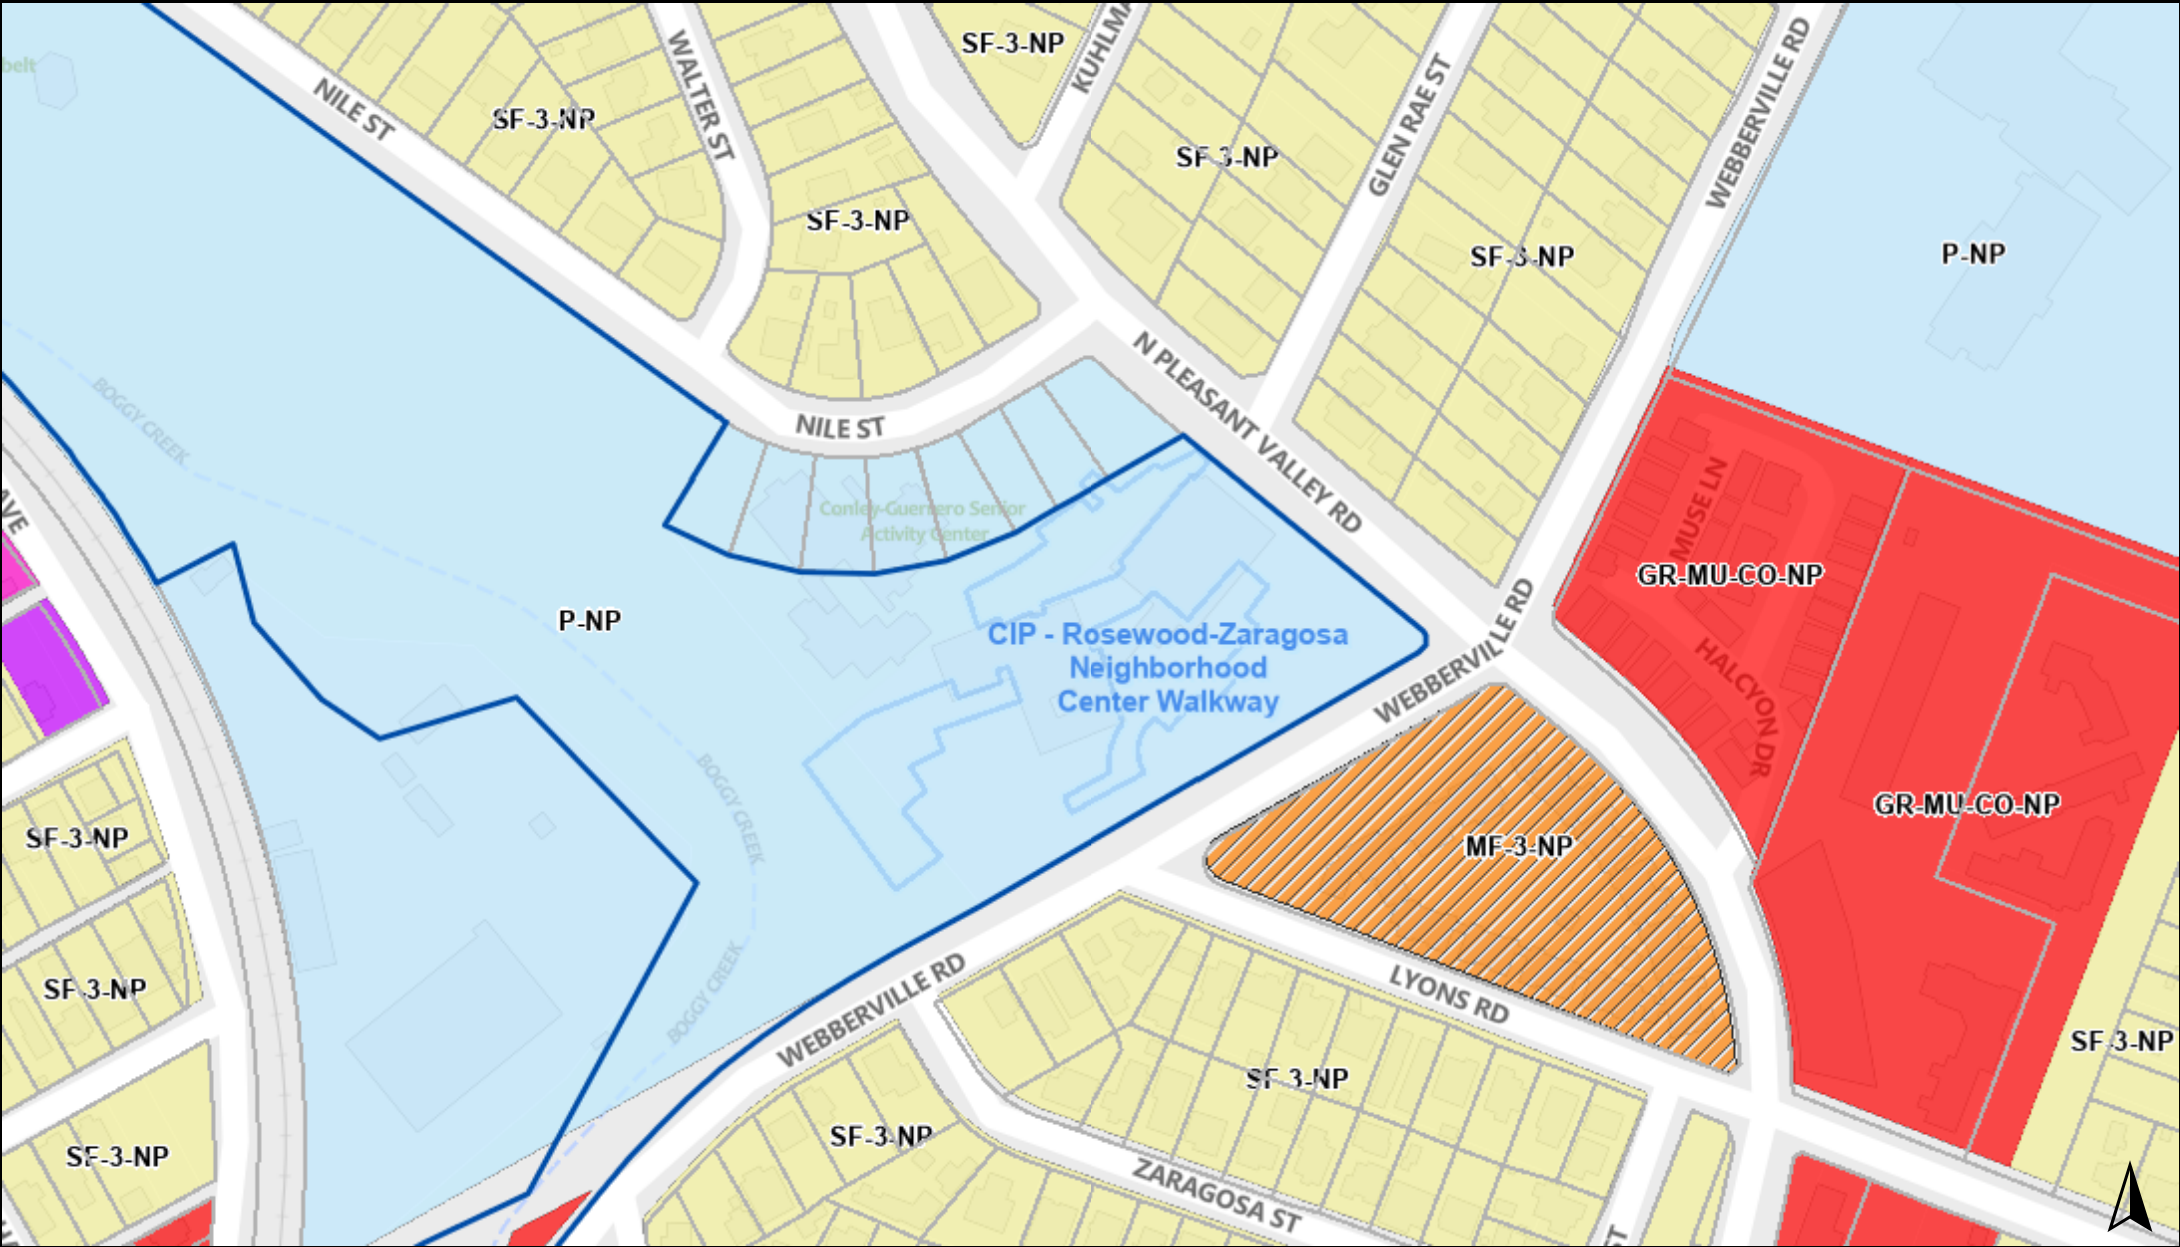 SF-3-NP
KUHLMA
WEBBERVILLE RD
WALTER ST
belt
NILE ST
SF-3-NP
GLEN RAE ST
SF-3-NP
SF-3-NP
SF-3-NP
P-NP
N PLEASANT VALLEY RD
BOGGY CREEK
NILE ST
AVE
MUSE LN
Conley-Guerrero Senior
Activity Center
GR-MU-CO-NP
P-NP
CIP - Rosewood-Zaragosa
Neighborhood
Center Walkway
WEBBERVILLE RD
HALCYON DR
BOGGY CREEK
GR-MU-CO-NP
SF-3-NP
MF-3-NP
SF-3-NP
BOGGY CREEK
WEBBERVILLE RD
LYONS RD
SF-3-NP
SF-3-NP
SF-3-NP
SF-3-NP
ZARAGOSA ST
ST